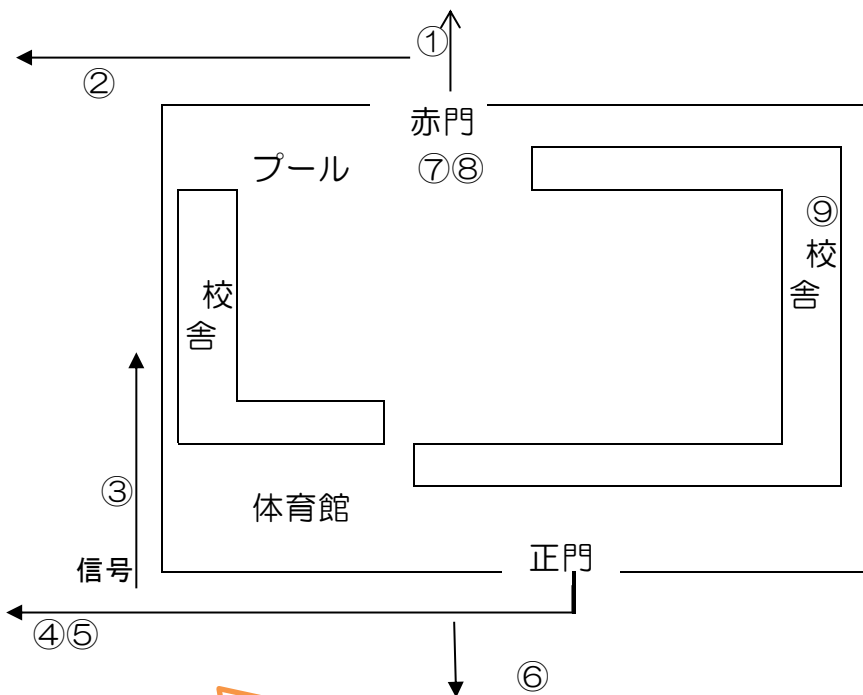 ①
②
赤門
プール
⑦⑧
⑨
校
舎
校
舎
③
体育館
正門
信号
④⑤
⑥